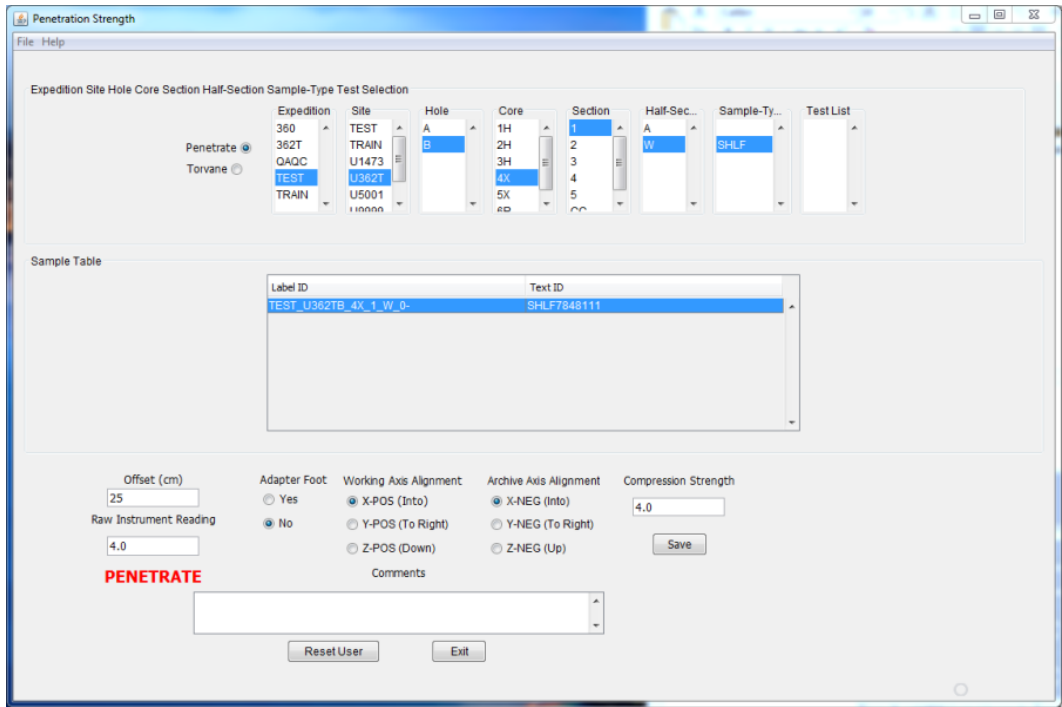 Penetration Strength
File Help
Expedition Site Hole Core Section Half-Section Sample-Type Test Selection
Expedition Site Hole Core Section Half-Sec... Sample-Ty... Test List
360 TEST A 1H 1 A
Penetrate 362T TRAIN B 2H 2 W SHLF
Torvane QAQC U1473 3H 3
TEST U362T 4X 4
TRAIN U5001 5X 5
U9999 6R CC
Sample Table
Label ID Text ID
TEST_U362TB_4X_1_W_0- SHLF7848111
Offset (cm) Adapter Foot Working Axis Alignment Archive Axis Alignment Compression Strength
25 Yes X-POS (Into) X-NEG (Into) 4.0
Raw Instrument Reading No Y-POS (To Right) Y-NEG (To Right)
4.0 Z-POS (Down) Z-NEG (Up) Save
PENETRATE Comments
Reset User Exit